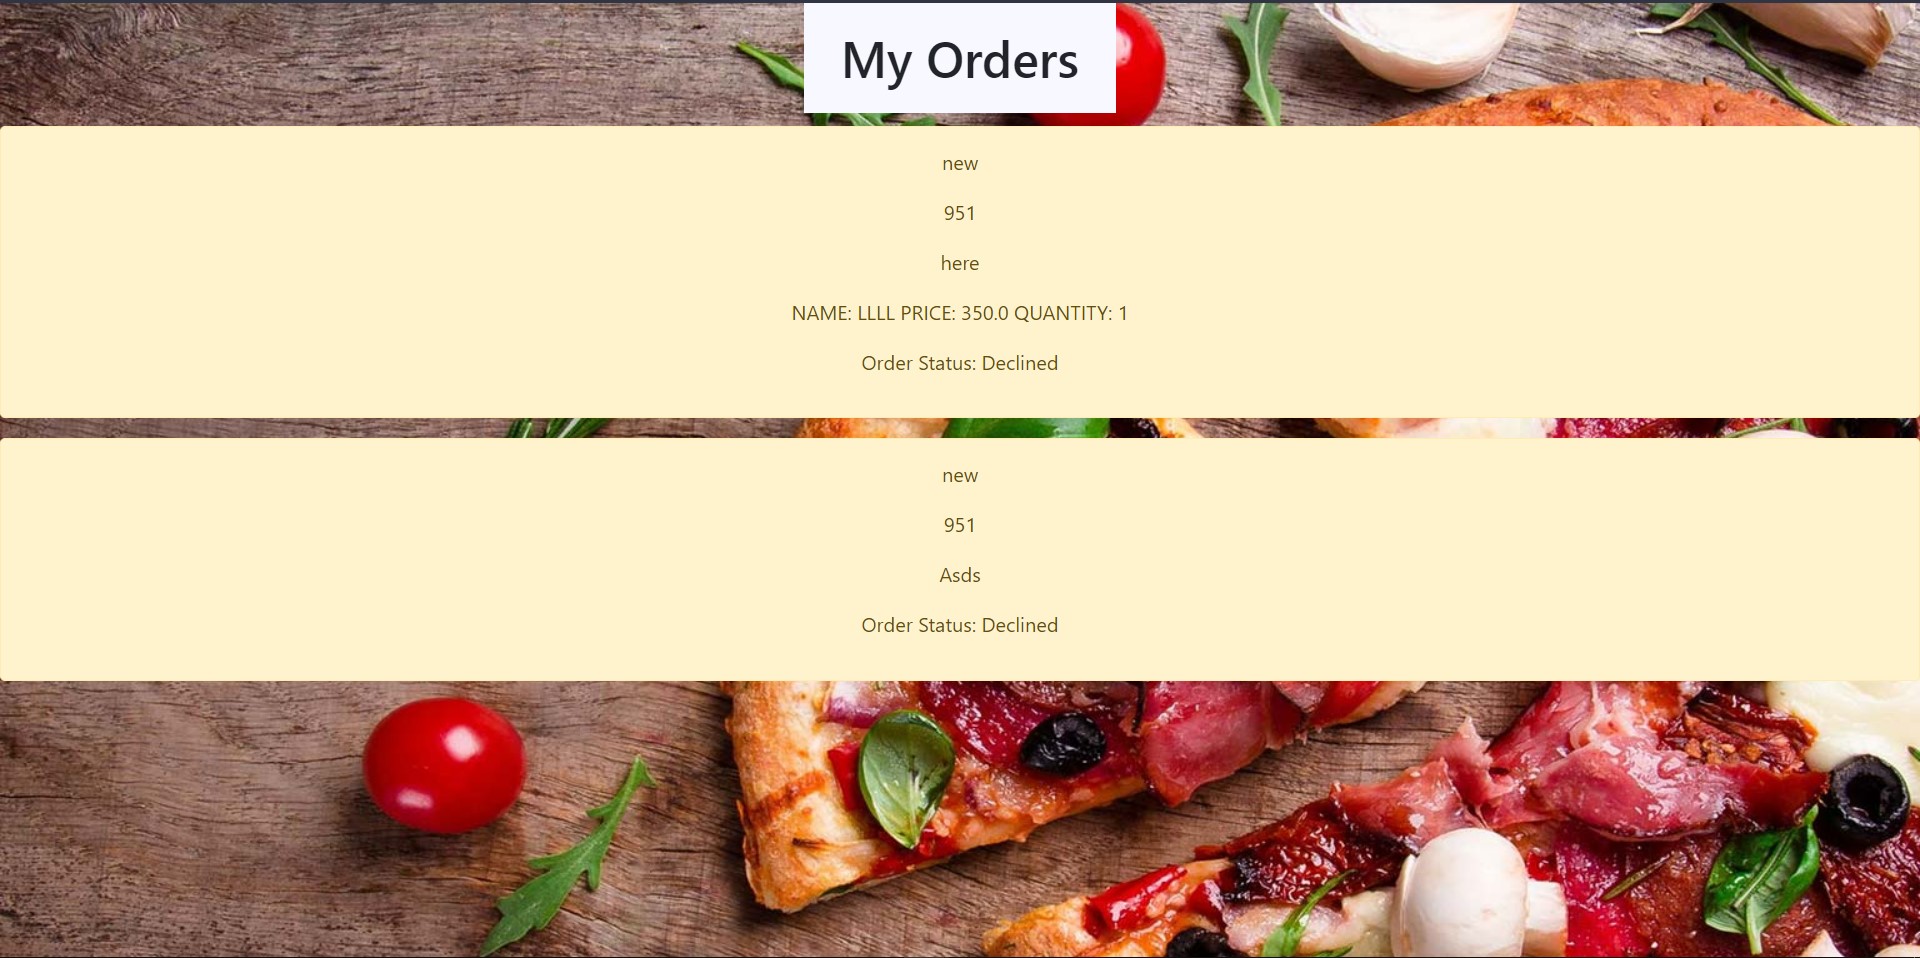 My Orders
new
951
here
NAME: LLLL PRICE: 350.0 QUANTITY: 1
Order Status: Declined
new
951
Asds
Order Status: Declined